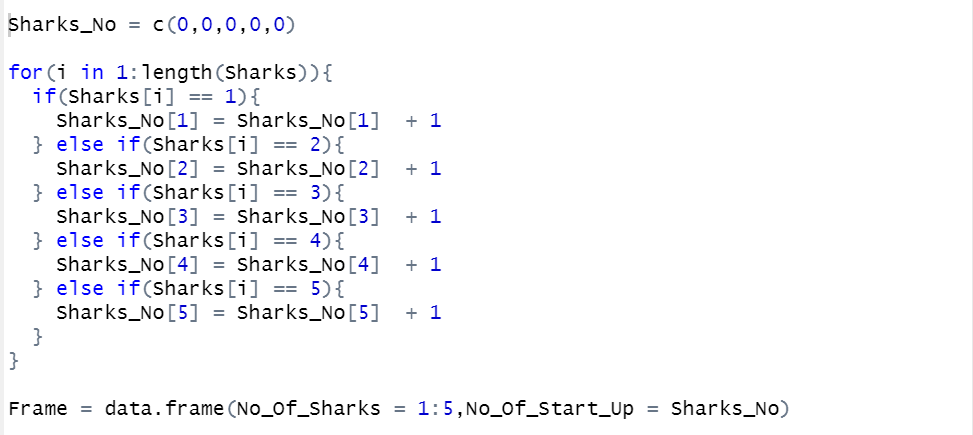 Sharks_No = c(0,0,0,0,0)

for(i in 1:length(Sharks)){
  if(Sharks[i] == 1){
    Sharks_No[1] = Sharks_No[1]  + 1
  } else if(Sharks[i] == 2){
    Sharks_No[2] = Sharks_No[2]  + 1
  } else if(Sharks[i] == 3){
    Sharks_No[3] = Sharks_No[3]  + 1
  } else if(Sharks[i] == 4){
    Sharks_No[4] = Sharks_No[4]  + 1
  } else if(Sharks[i] == 5){
    Sharks_No[5] = Sharks_No[5]  + 1
  }
}

Frame = data.frame(No_Of_Sharks = 1:5,No_Of_Start_Up = Sharks_No)